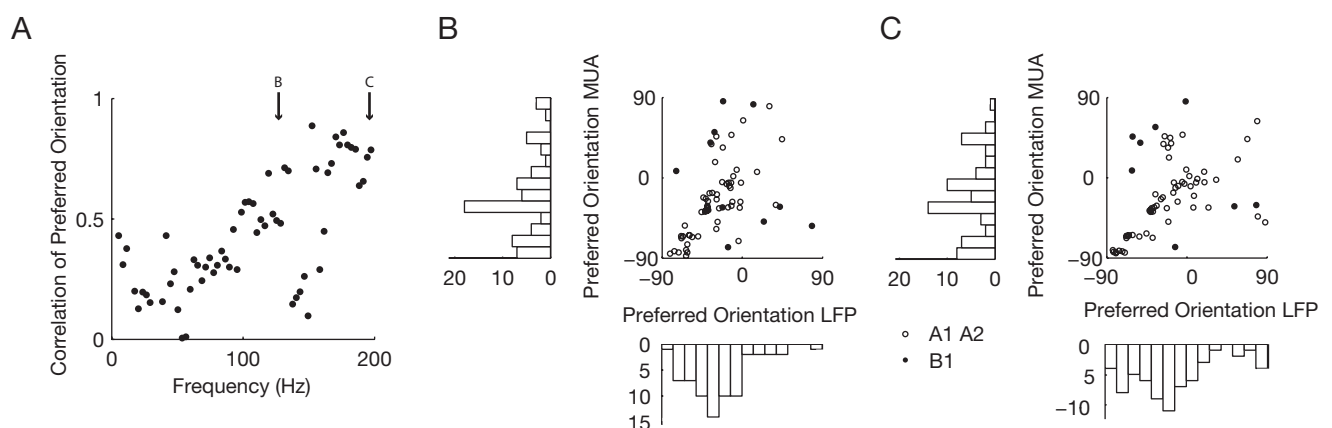 A
Correlation of Preferred Orientation
1
0.5
0
B
C
0
100
200
Frequency (Hz)
B
20
10
0
Preferred Orientation MUA
90
0
−90
0
90
Preferred Orientation LFP
0
5
10
15
C
A1 A2
B1
20
10
0
Preferred Orientation MUA
90
0
−90
−90
0
90
Preferred Orientation LFP
0
−5
−10